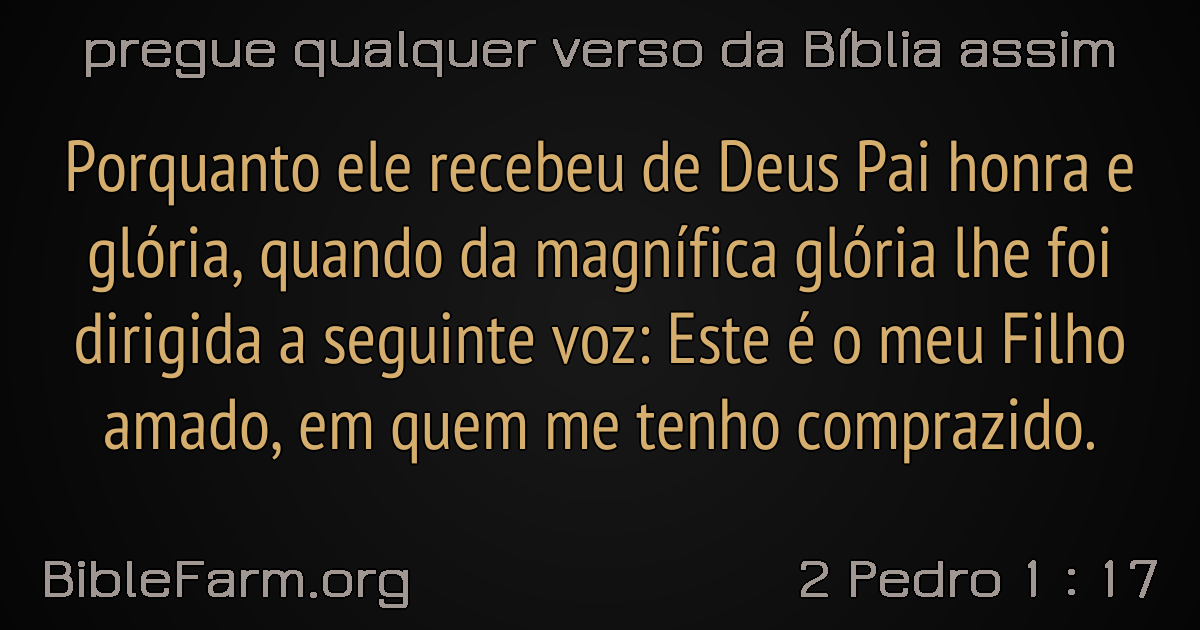 pregue qualquer verso da Bíblia assim
Porquanto ele recebeu de Deus Pai honra e
glória, quando da magnífica glória lhe foi
dirigida a seguinte voz: Este é o meu Filho
amado, em quem me tenho comprazido.
BibleFarm.org
2 Pedro 1 : 17